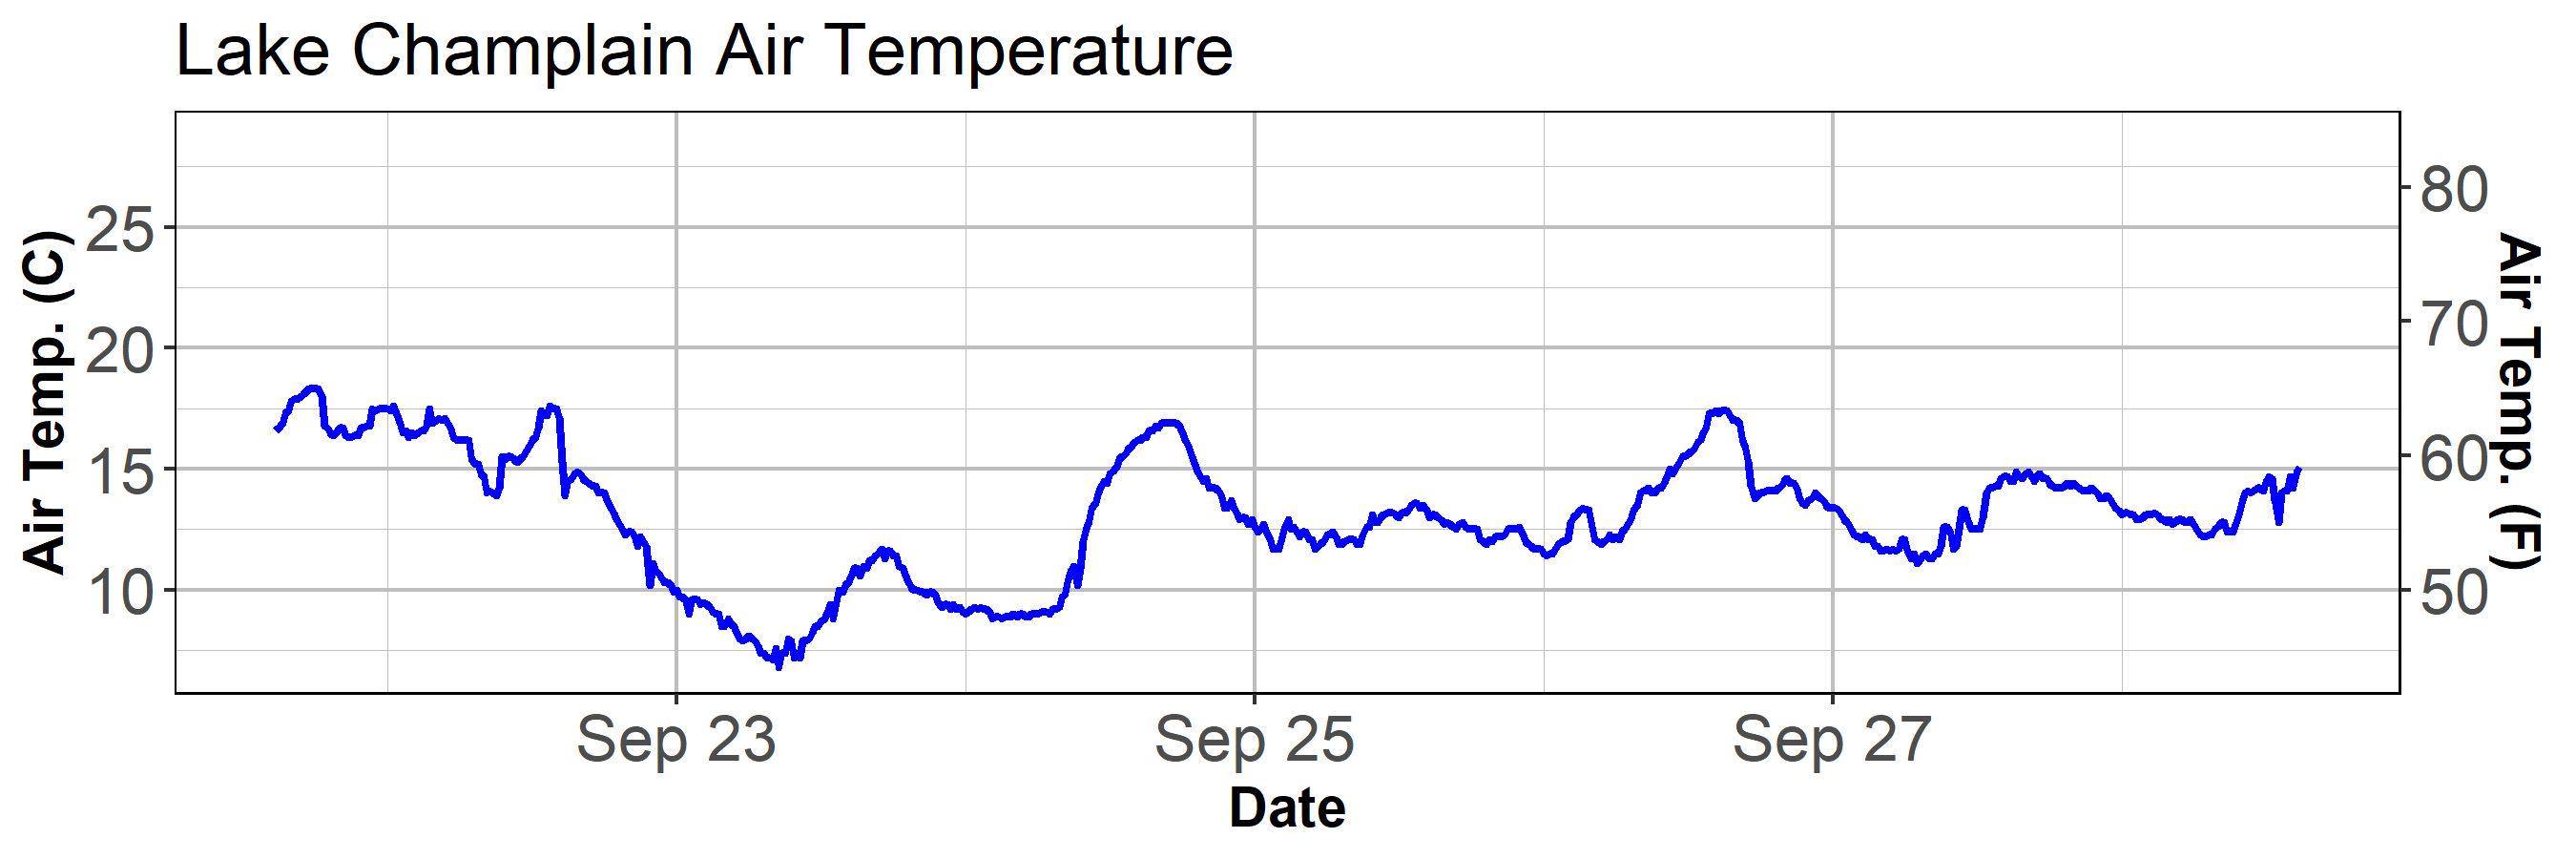 Lake Champlain Air Temperature
Air Temp. (C)
25
20
15
10
80
70
60
50
Air Temp. (F)
Sep 23
Sep 25
Sep 27
Date